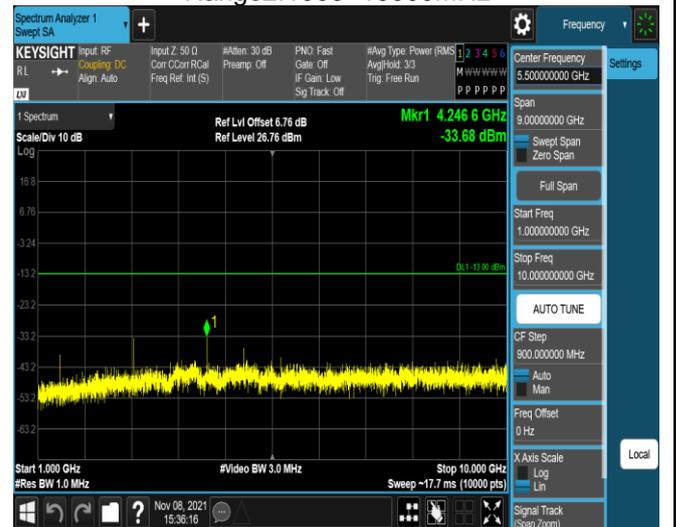 Spectrum Analyzer 1
Swept SA
Frequency
KEYSIGHT
RL
LXI
Input: RF
Coupling: DC
Align: Auto
Input Z: 50 Ω
Corr CCorr RCal
Freq Ref: Int (S)
#Atten: 30 dB
Preamp: Off
PNO: Fast
Gate: Off
IF Gain: Low
Sig Track: Off
#Avg Type: Power (RMS
Avg|Hold: 3/3
Trig: Free Run
1 2 3 4 5 6
M W W W W W
P P P P P P
1 Spectrum
Scale/Div 10 dB
Ref Lvl Offset 6.76 dB
Ref Level 26.76 dBm
Mkr1 4.246 6 GHz
-33.68 dBm
Log
16.8
6.76
-3.24
-13.2
-23.2
-33.2
-43.2
-53.2
-63.2
DL1 -13.00 dBm
1
Start 1.000 GHz
#Res BW 1.0 MHz
#Video BW 3.0 MHz
Stop 10.000 GHz
Sweep ~17.7 ms (10000 pts)
Nov 08, 2021
15:36:16
Center Frequency
5.500000000 GHz
Span
9.00000000 GHz
Swept Span
Zero Span
Full Span
Start Freq
1.000000000 GHz
Stop Freq
10.000000000 GHz
AUTO TUNE
CF Step
900.000000 MHz
Auto
Man
Freq Offset
0 Hz
X Axis Scale
Log
Lin
Signal Track
(Span Zoom)
Settings
Local